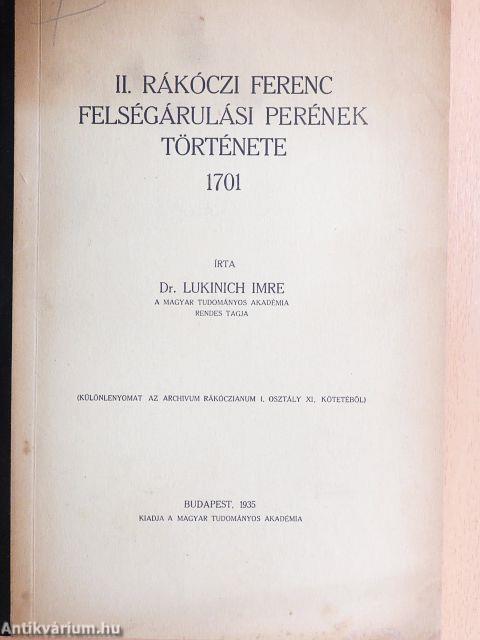 II. RÁKÓCZI FERENC
FELSÉGÁRULÁSI PERÉNEK
TÖRTÉNETE
1701
ÍRTA
Dr. LUKINICH IMRE
A MAGYAR TUDOMÁNYOS AKADÉMIA
RENDES TAGJA
(KÜLÖNLENYOMAT AZ ARCHIVUM RÁKÓCZIANUM I. OSZTÁLY XI. KÖTETÉBŐL)
BUDAPEST, 1935
KIADJA A MAGYAR TUDOMÁNYOS AKADÉMIA
Antikvárium.hu